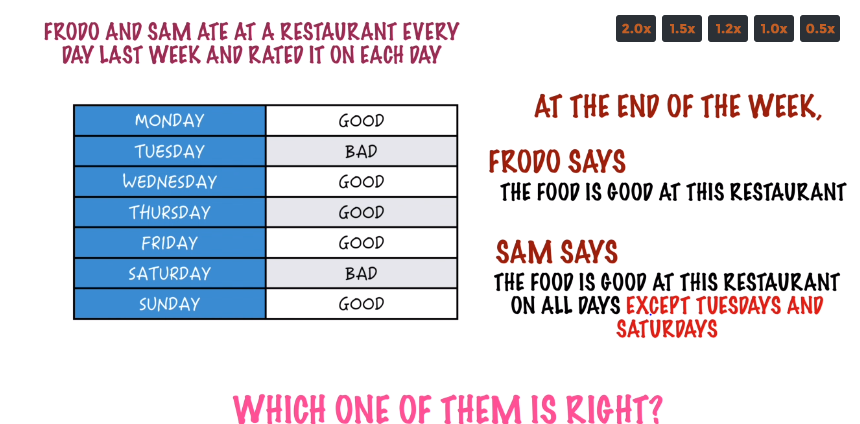 FRODO AND SAM ATE AT A RESTAURANT EVERY
DAY LAST WEEK AND RATED IT ON EACH DAY
2.0x 1.5x 1.2x 1.0x 0.5x
MONDAY GOOD
TUESDAY BAD
WEDNESDAY GOOD
THURSDAY GOOD
FRIDAY GOOD
SATURDAY BAD
SUNDAY GOOD
AT THE END OF THE WEEK,
FRODO SAYS
THE FOOD IS GOOD AT THIS RESTAURANT
SAM SAYS
THE FOOD IS GOOD AT THIS RESTAURANT
ON ALL DAYS EXCEPT TUESDAYS AND
SATURDAYS
WHICH ONE OF THEM IS RIGHT?